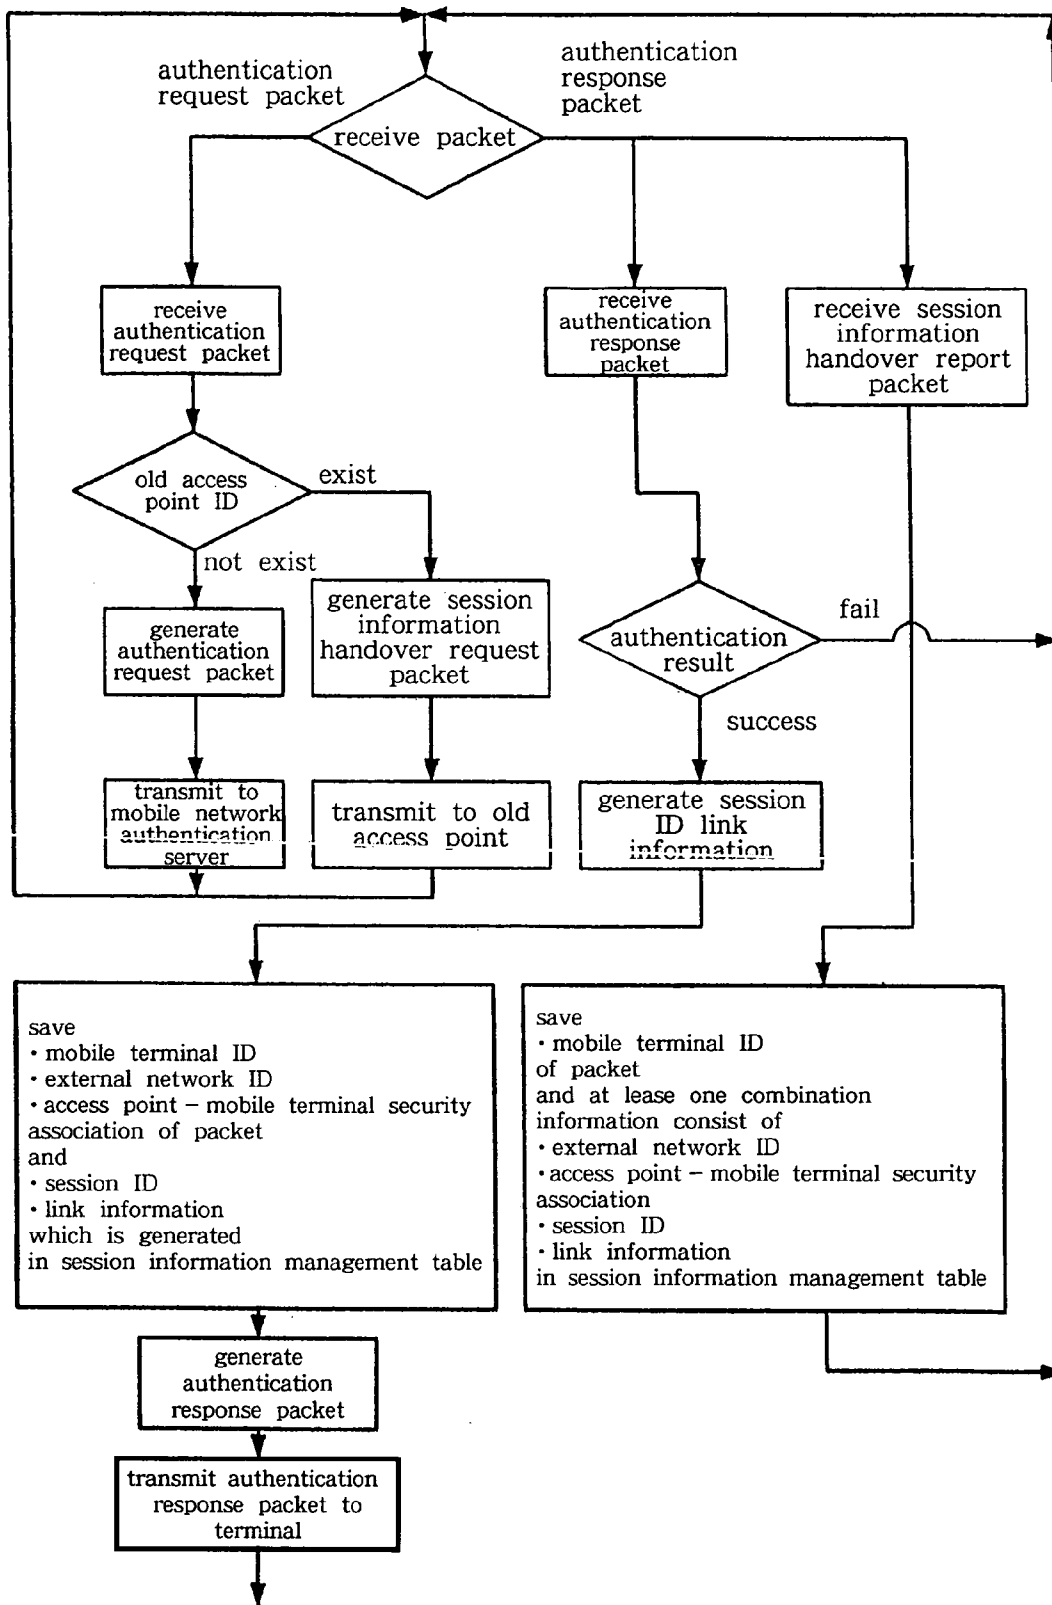 authentication
request packet
authentication
response
packet
receive packet
receive
authentication
request packet
receive
authentication
response
packet
receive session
information
handover report
packet
old access
point ID
exist
not exist
generate
authentication
request packet
generate session
information
handover request
packet
authentication
result
fail
success
transmit to
mobile network
authentication
server
transmit to old
access point
generate session
ID link
information
save
· mobile terminal ID
· external network ID
· access point – mobile terminal security
association of packet
and
· session ID
· link information
which is generated
in session information management table
save
· mobile terminal ID
of packet
and at lease one combination
information consist of
· external network ID
· access point – mobile terminal security
association
· session ID
· link information
in session information management table
generate
authentication
response packet
transmit authentication
response packet to
terminal